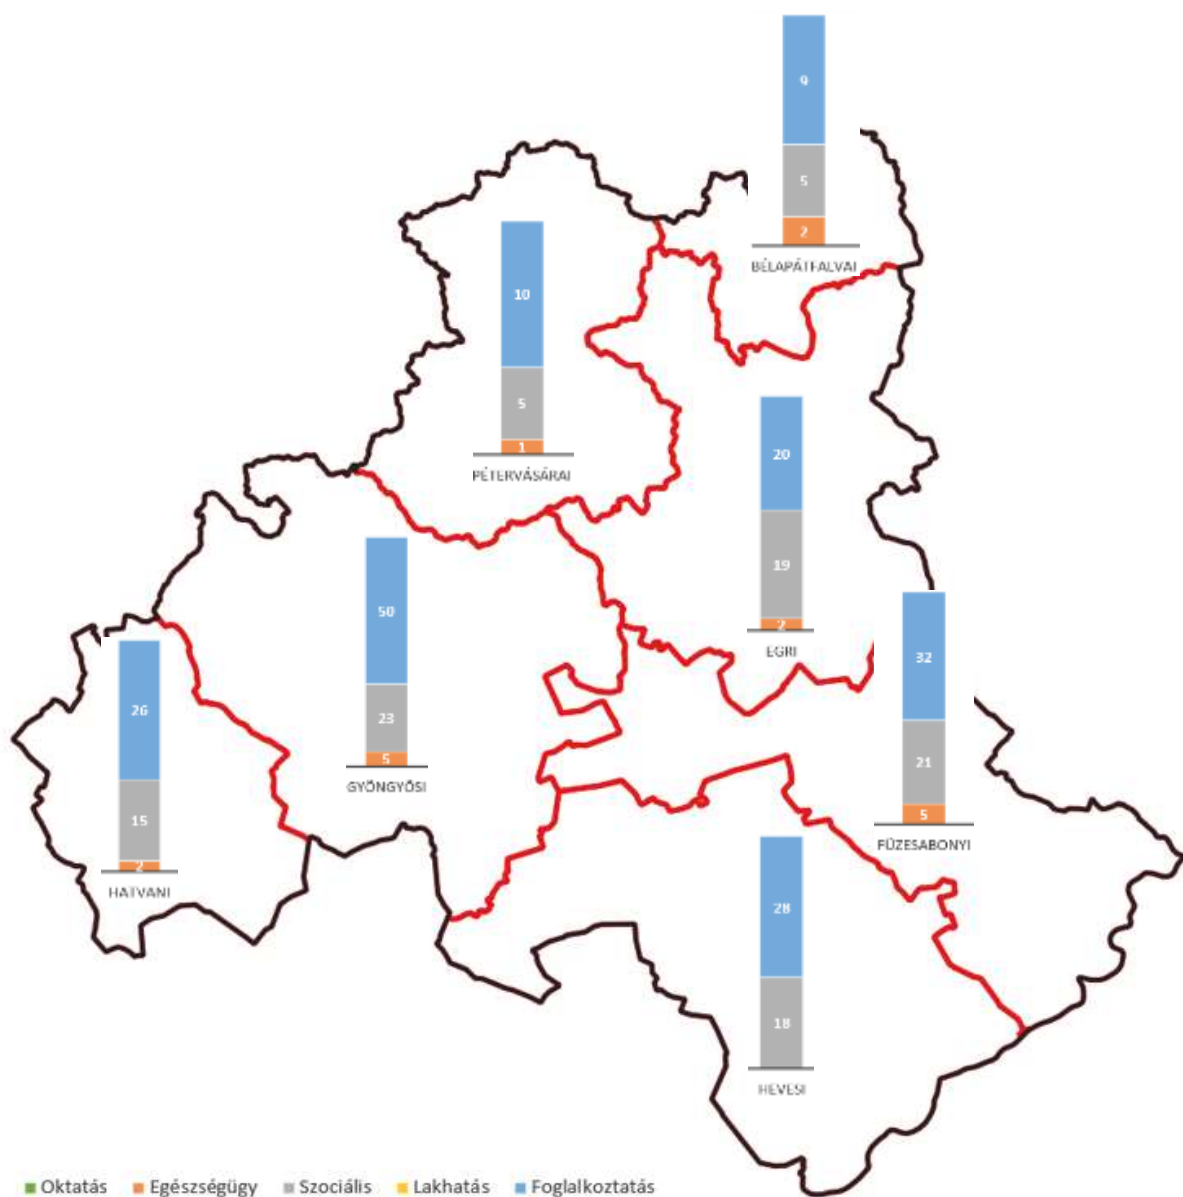 9
5
2
BÉLAPÁTFALVAI
10
5
1
PÉTERVÁSÁRAI
20
19
2
EGRI
50
23
5
GYÖNGYÖSI
32
21
5
FÜZESABONYI
26
15
2
HATVANI
28
18
HEVESI
Oktatás Egészségügy Szociális Lakhatás Foglalkoztatás